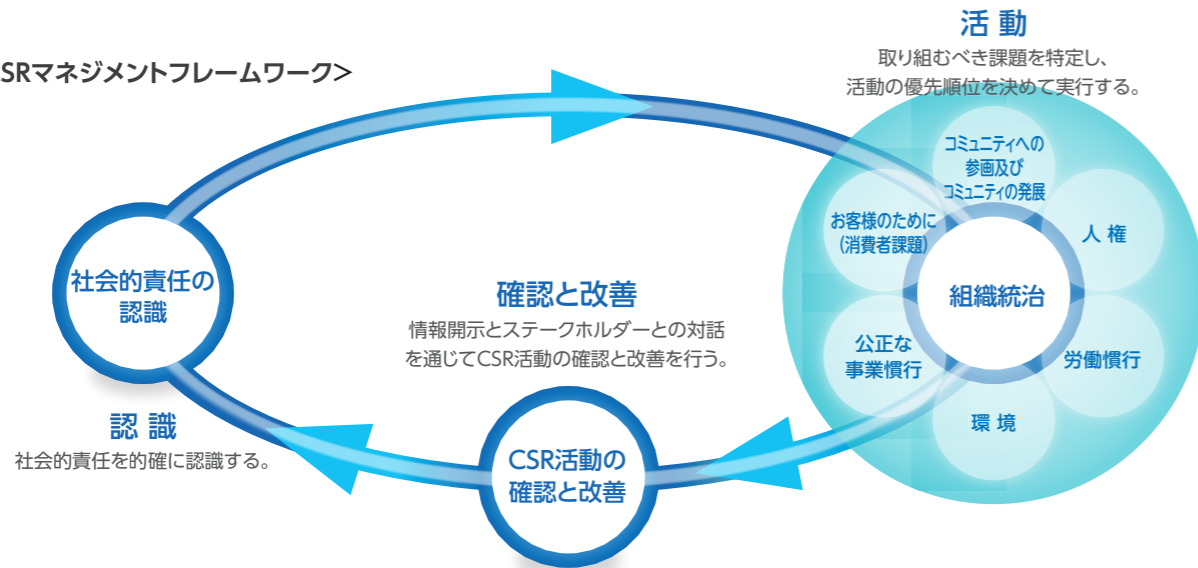 SRマネジメントフレームワーク>
活 動
取り組むべき課題を特定し、
活動の優先順位を決めて実行する。
コミュニティへの
参画及び
コミュニティの発展
お客様のために
(消費者課題)
人 権
組織統治
公正な
事業慣行
労働慣行
環 境
社会的責任の
認識
認 識
社会的責任を的確に認識する。
確認と改善
情報開示とステークホルダーとの対話
を通じてCSR活動の確認と改善を行う。
CSR活動の
確認と改善